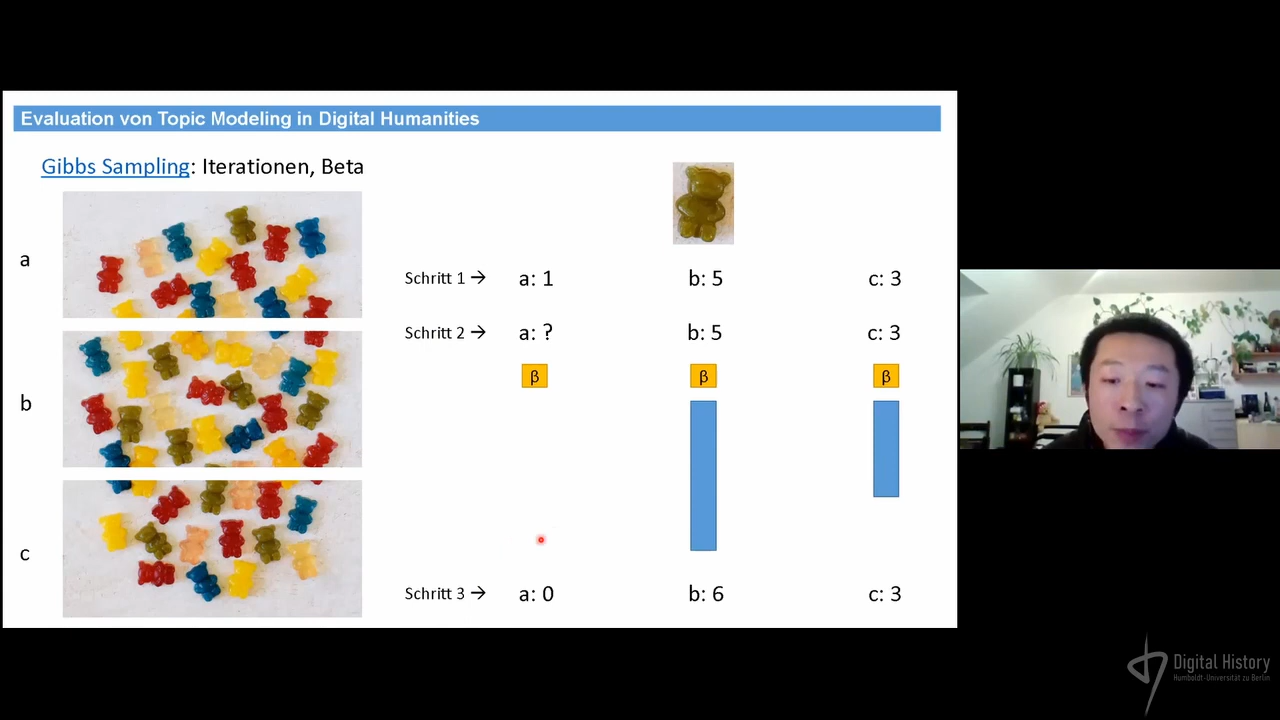 Evaluation von Topic Modeling in Digital Humanities
Gibbs Sampling: Iterationen, Beta
a
b
c
Schritt 1 → a: 1 b: 5 c: 3
Schritt 2 → a: ? b: 5 c: 3
β β β
Schritt 3 → a: 0 b: 6 c: 3
Digital History
Humboldt-Universität zu Berlin